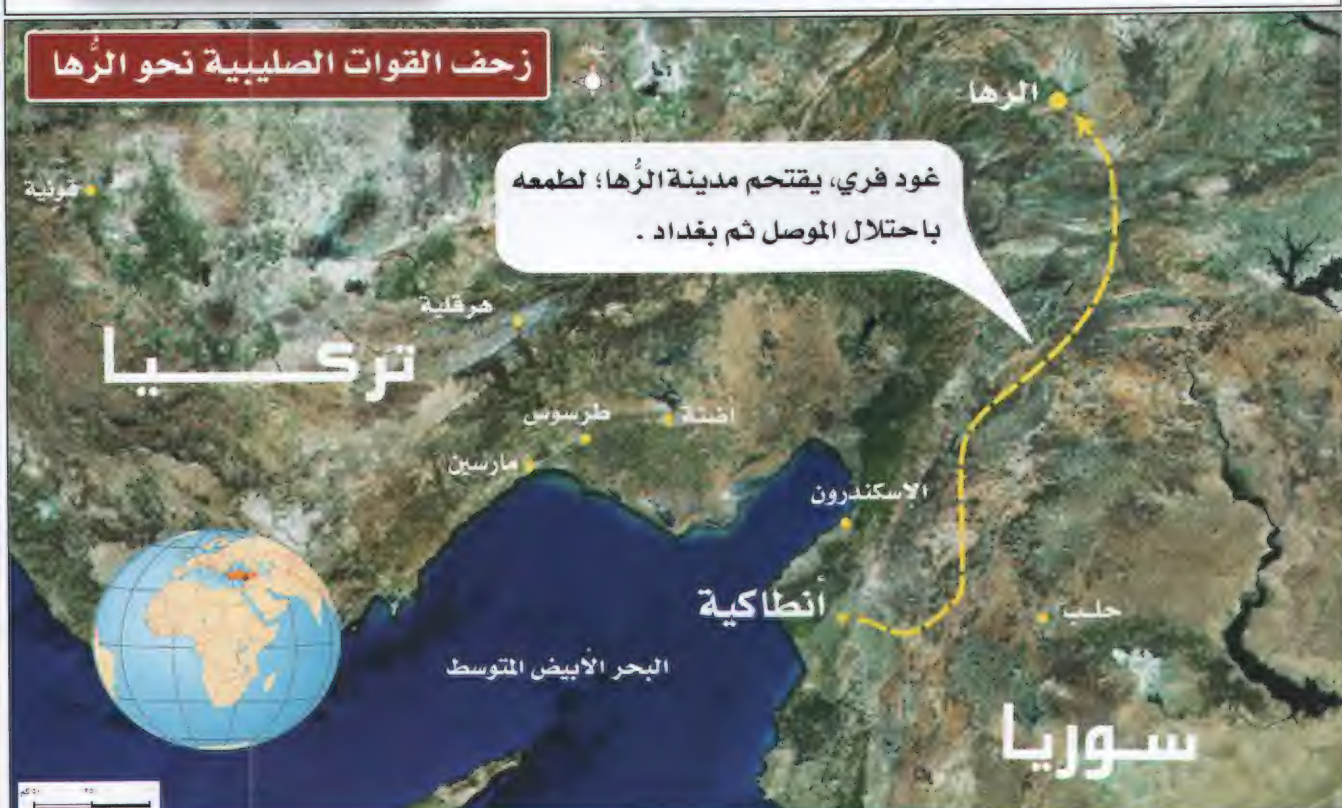 زحف القوات الصليبية نحو الرُّها
الرها
غود فري، يقتحم مدينة الرُّها؛ لطمعه
باحتلال الموصل ثم بغداد .
قونية
هرقلية
تركـــــيا
اضنة
طرسوس
مارسين
الاسكندرون
أنطاكية
حلب
البحر الأبيض المتوسط
سوريا